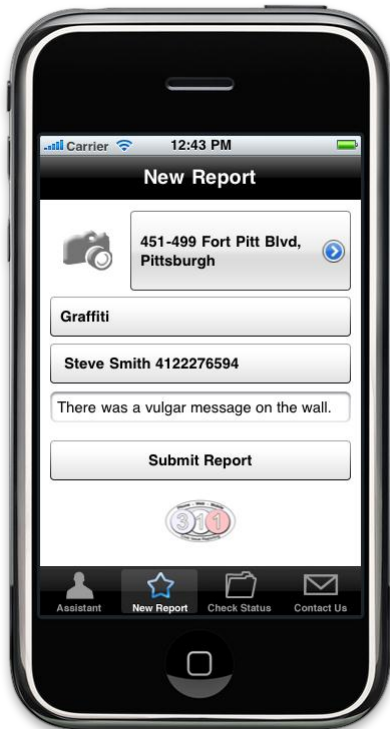 Carrier 12:43 PM
New Report
451-499 Fort Pitt Blvd,
Pittsburgh
Graffiti
Steve Smith 4122276594
There was a vulgar message on the wall.
Submit Report
311
Assistant New Report Check Status Contact Us